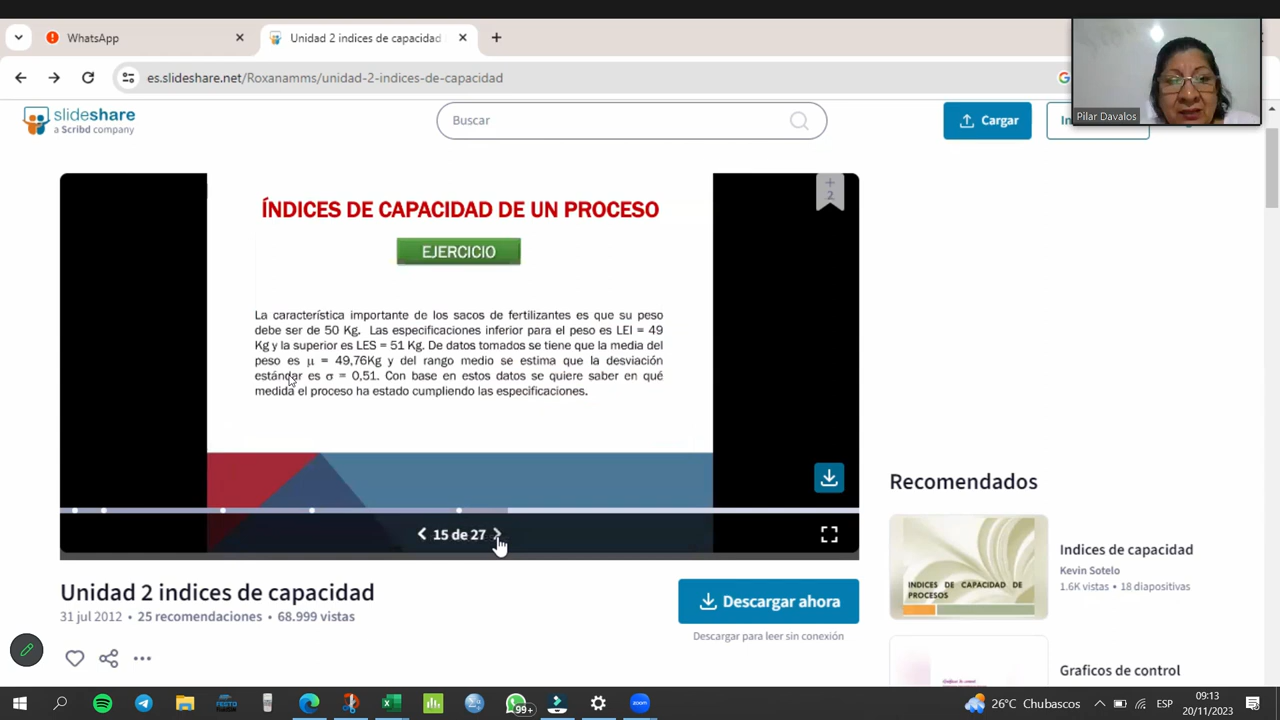 WhatsApp
Unidad 2 indices de capacidad
es.slideshare.net/Roxanamms/unidad-2-indices-de-capacidad
Pilar Davalos
slideshare
a Scribd company
Buscar
Cargar
ÍNDICES DE CAPACIDAD DE UN PROCESO
EJERCICIO
La característica importante de los sacos de fertilizantes es que su peso
debe ser de 50 Kg. Las especificaciones inferior para el peso es LEI = 49
Kg y la superior es LES = 51 Kg. De datos tomados se tiene que la media del
peso es μ = 49,76Kg y del rango medio se estima que la desviación
estándar es σ = 0,51. Con base en estos datos se quiere saber en qué
medida el proceso ha estado cumpliendo las especificaciones.
+
2
15 de 27
Unidad 2 indices de capacidad
31 jul 2012 • 25 recomendaciones • 68.999 vistas
Descargar ahora
Descargar para leer sin conexión
Recomendados
INDICES DE CAPACIDAD DE
PROCESOS
Indices de capacidad
Kevin Sotelo
1.6K vistas • 18 diapositivas
Graficos de control
FESTO
99+
zoom
26°C Chubascos
ESP
09:13
20/11/2023